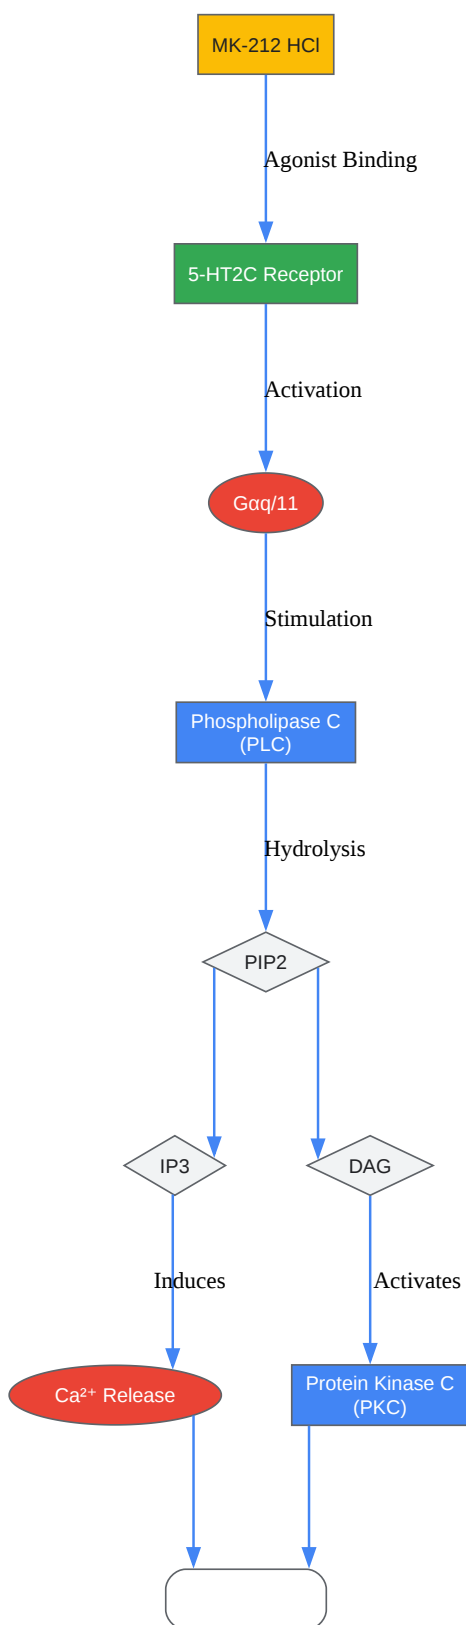 MK-212 HCl
Agonist Binding
5-HT2C Receptor
Activation
Gαq/11
Stimulation
Phospholipase C
(PLC)
Hydrolysis
PIP2
IP3
DAG
Induces
Activates
Ca²⁺ Release
Protein Kinase C
(PKC)